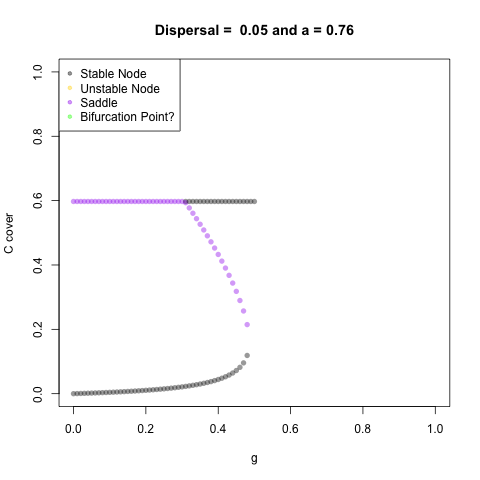 Dispersal = 0.05 and a = 0.76
Stable Node
Unstable Node
Saddle
Bifurcation Point?
C cover
1.0
0.8
0.6
0.4
0.2
0.0
0.0 0.2 0.4 0.6 0.8 1.0
g